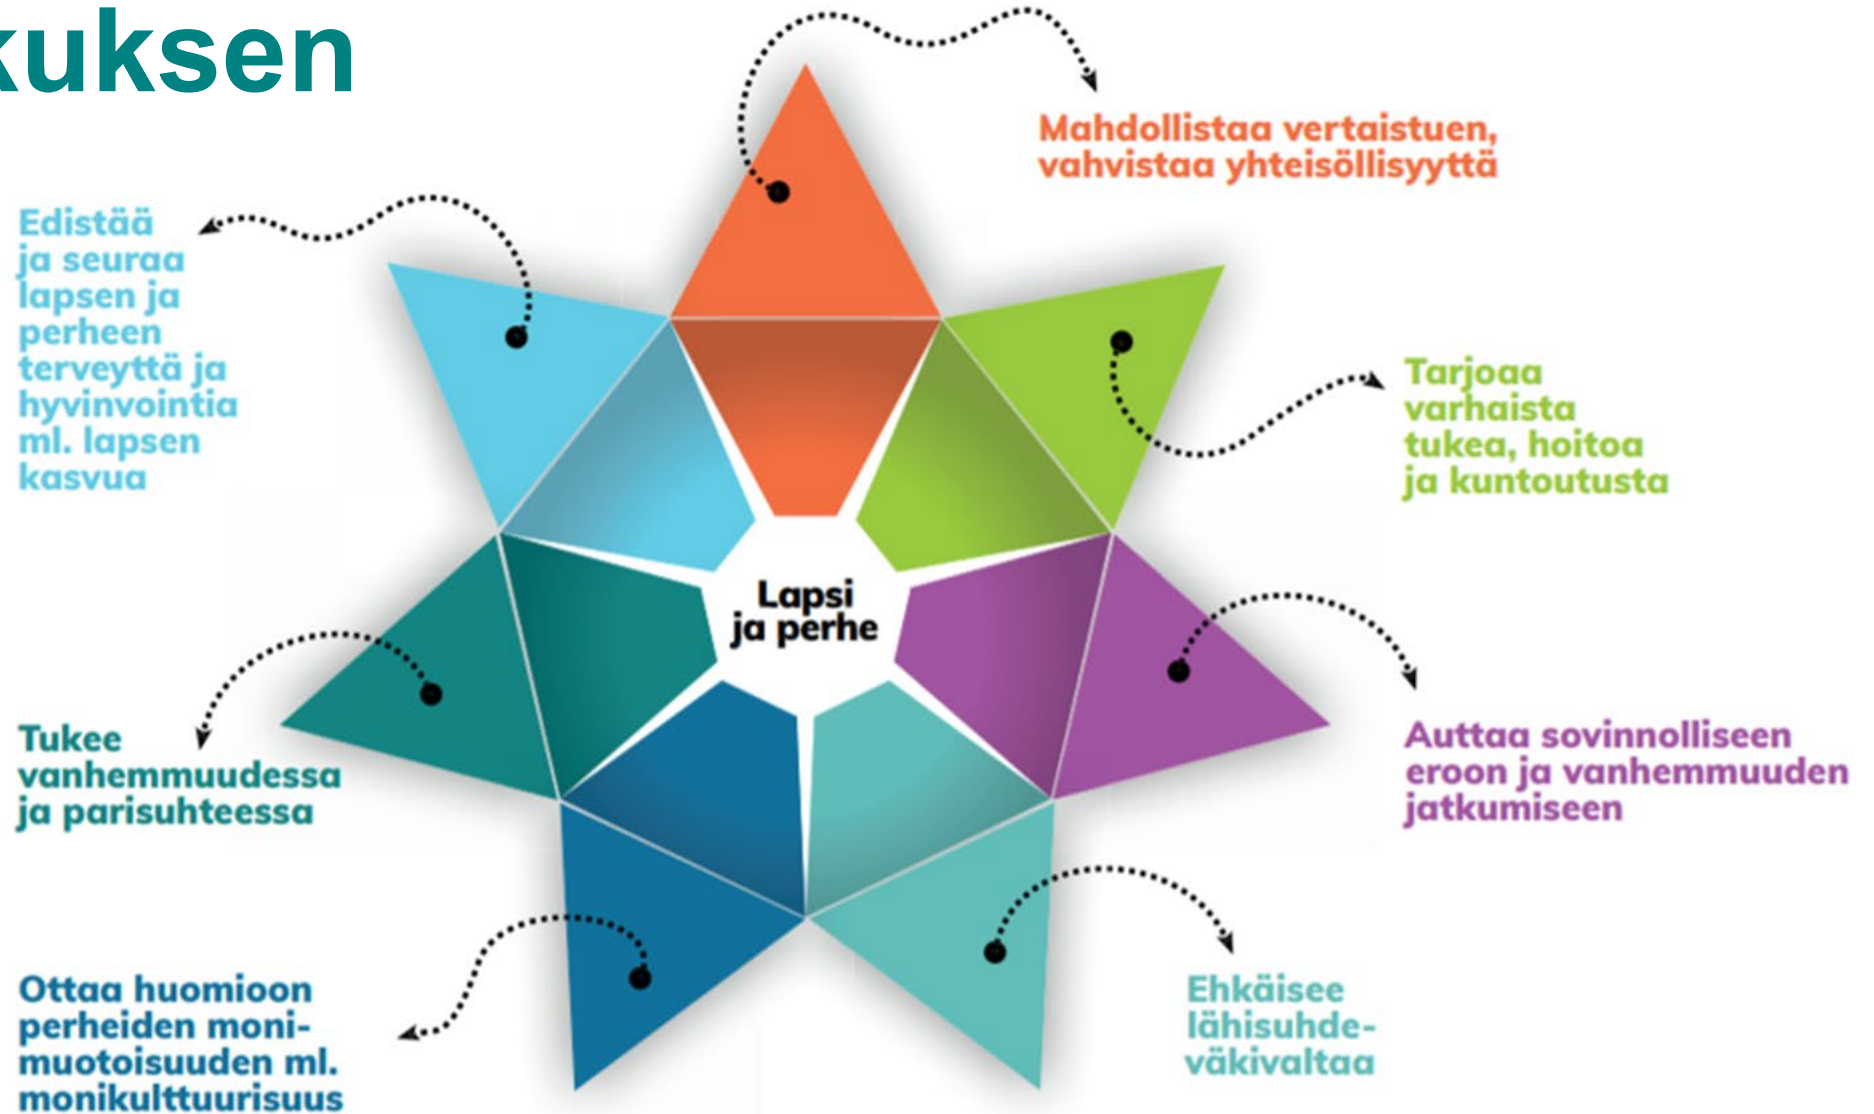 kuksen
Mahdollistaa vertaistuen,
vahvistaa yhteisöllisyyttä
Edistää
ja seuraa
lapsen ja
perheen
terveyttä ja
hyvinvointia
ml. lapsen
kasvua
Tarjoaa
varhaista
tukea, hoitoa
ja kuntoutusta
Lapsi
ja perhe
Tukee
vanhemmuudessa
ja parisuhteessa
Auttaa sovinnolliseen
eroon ja vanhemmuuden
jatkumiseen
Ottaa huomioon
perheiden moni-
muotoisuuden ml.
monikulttuurisuus
Ehkäisee
lähisuhde-
väkivaltaa